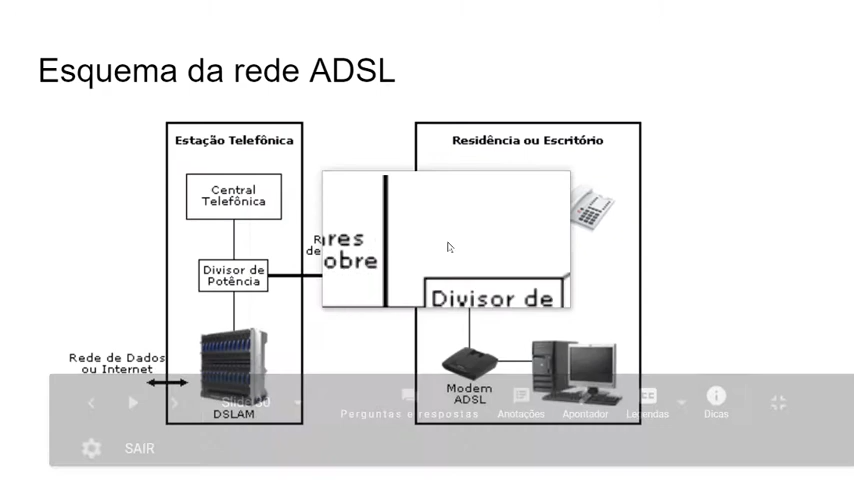 Esquema da rede ADSL
Estação Telefônica
Residência ou Escritório
Central
Telefônica
R
de
res
obre
Divisor de
Potência
Divisor de
Rede de Dados
ou Internet
Modem
ADSL
DSLAM
Perguntas e respostas
Anotações
Apontador
Legendas
Dicas
SAIR